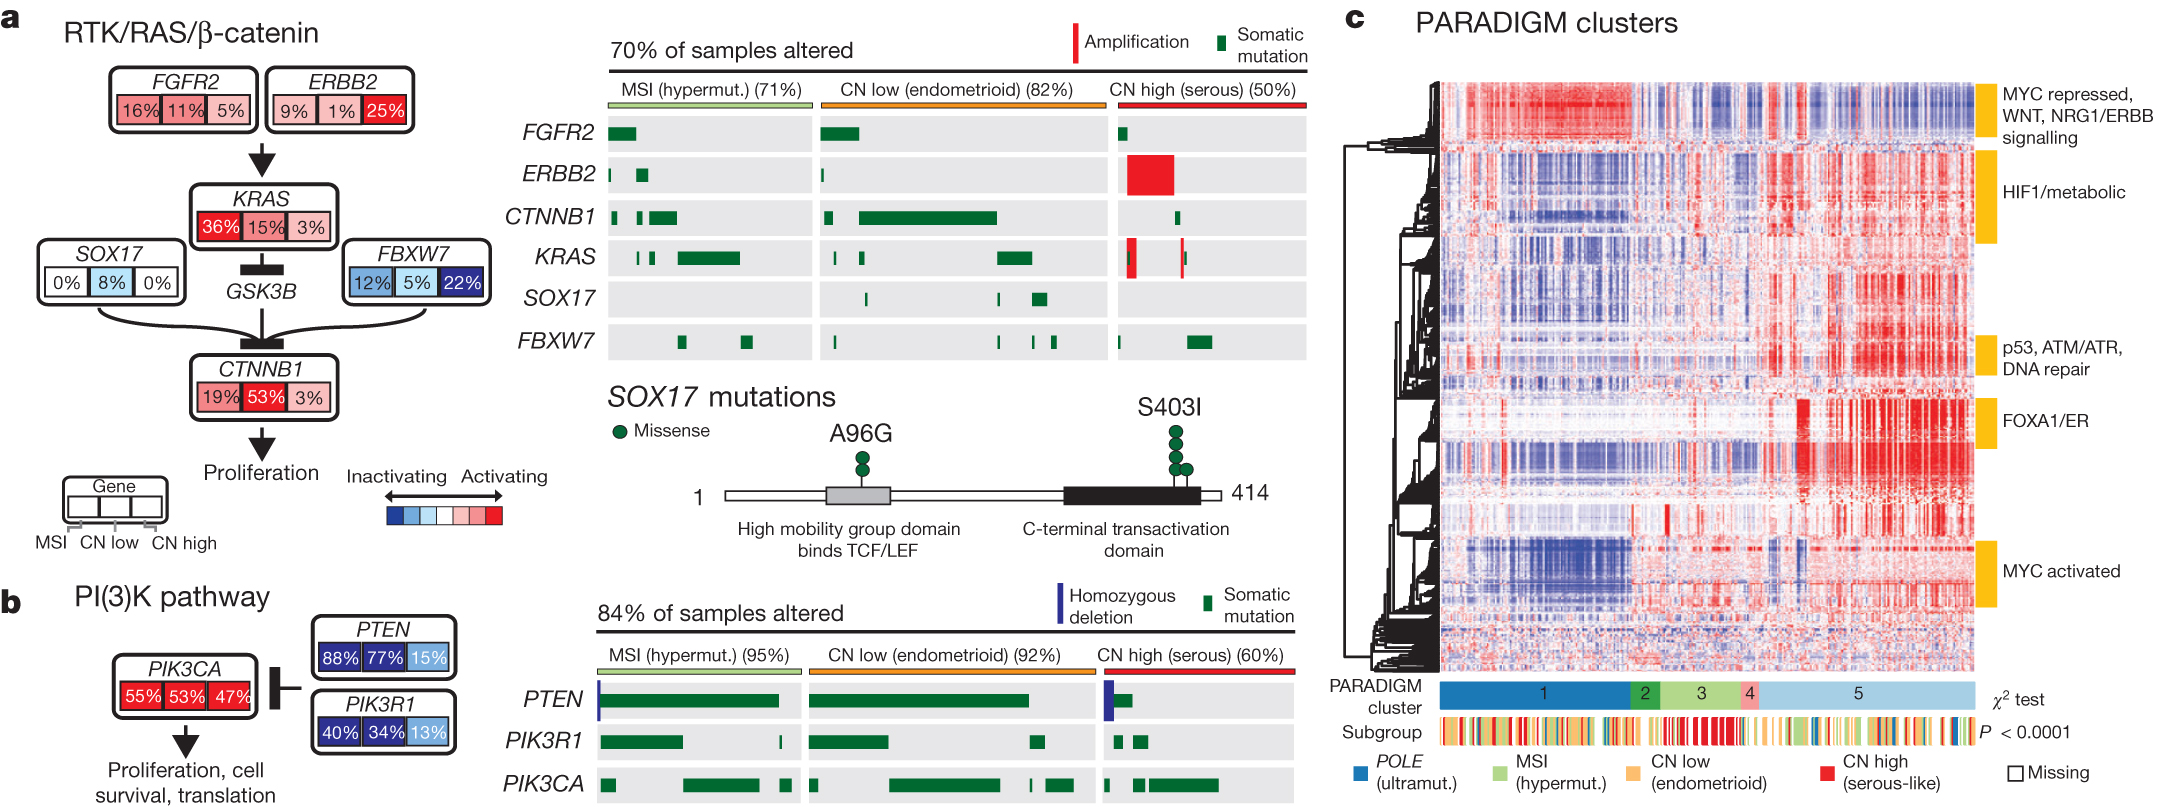 a
RTK/RAS/β-catenin
FGFR2
16% 11% 5%
ERBB2
9% 1% 25%
KRAS
36% 15% 3%
SOX17
0% 8% 0%
GSK3B
FBXW7
12% 5% 22%
CTNNB1
19% 53% 3%
Proliferation
Inactivating Activating
Gene
MSI CN low CN high
70% of samples altered
Amplification
Somatic
mutation
MSI (hypermut.) (71%)
CN low (endometrioid) (82%)
CN high (serous) (50%)
FGFR2
ERBB2
CTNNB1
KRAS
SOX17
FBXW7
SOX17 mutations
Missense
A96G
S403I
1
414
High mobility group domain
binds TCF/LEF
C-terminal transactivation
domain
b
PI(3)K pathway
PTEN
88% 77% 15%
PIK3CA
55% 53% 47%
PIK3R1
40% 34% 13%
Proliferation, cell
survival, translation
84% of samples altered
Homozygous
deletion
Somatic
mutation
MSI (hypermut.) (95%)
CN low (endometrioid) (92%)
CN high (serous) (60%)
PTEN
PIK3R1
PIK3CA
c
PARADIGM clusters
MYC repressed,
WNT, NRG1/ERBB
signalling
HIF1/metabolic
p53, ATM/ATR,
DNA repair
FOXA1/ER
MYC activated
PARADIGM
cluster
1 2 3 4 5
χ2 test
Subgroup
P < 0.0001
POLE
(ultramut.)
MSI
(hypermut.)
CN low
(endometrioid)
CN high
(serous-like)
Missing